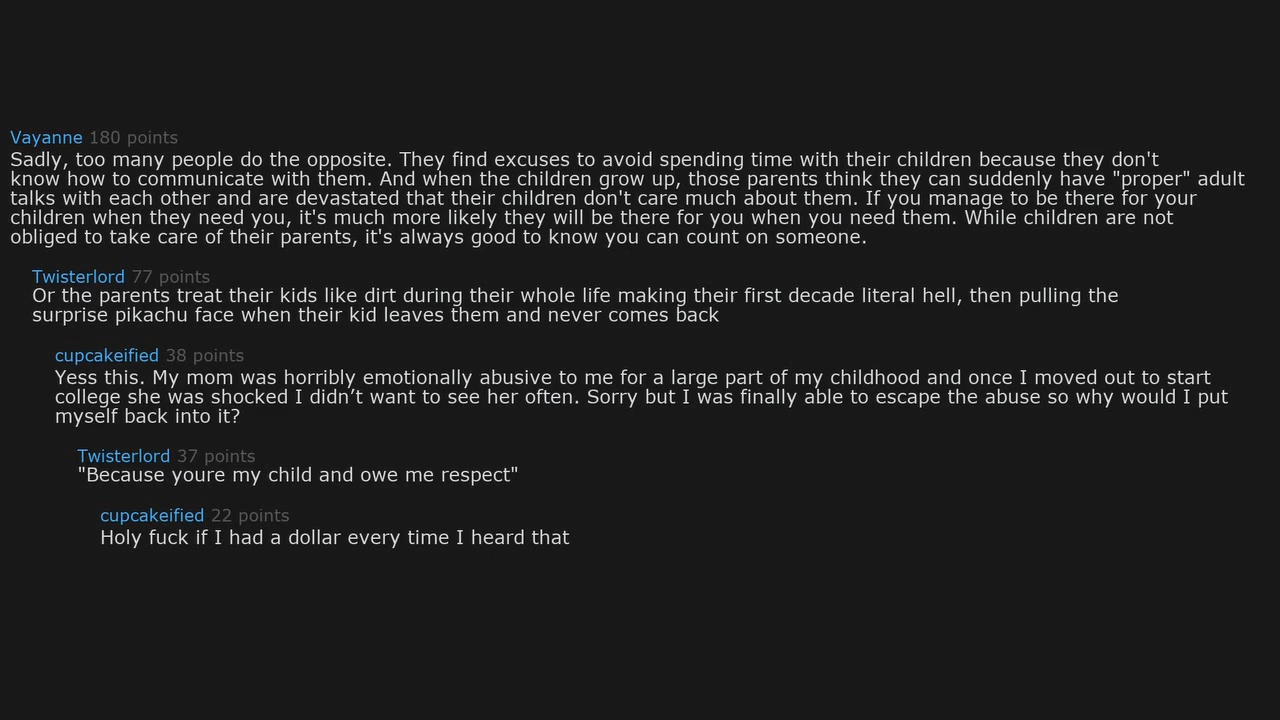 Vayanne 180 points
Sadly, too many people do the opposite. They find excuses to avoid spending time with their children because they don't
know how to communicate with them. And when the children grow up, those parents think they can suddenly have "proper" adult
talks with each other and are devastated that their children don't care much about them. If you manage to be there for your
children when they need you, it's much more likely they will be there for you when you need them. While children are not
obliged to take care of their parents, it's always good to know you can count on someone.
Twisterlord 77 points
Or the parents treat their kids like dirt during their whole life making their first decade literal hell, then pulling the
surprise pikachu face when their kid leaves them and never comes back
cupcakeified 38 points
Yess this. My mom was horribly emotionally abusive to me for a large part of my childhood and once I moved out to start
college she was shocked I didn’t want to see her often. Sorry but I was finally able to escape the abuse so why would I put
myself back into it?
Twisterlord 37 points
"Because youre my child and owe me respect"
cupcakeified 22 points
Holy fuck if I had a dollar every time I heard that